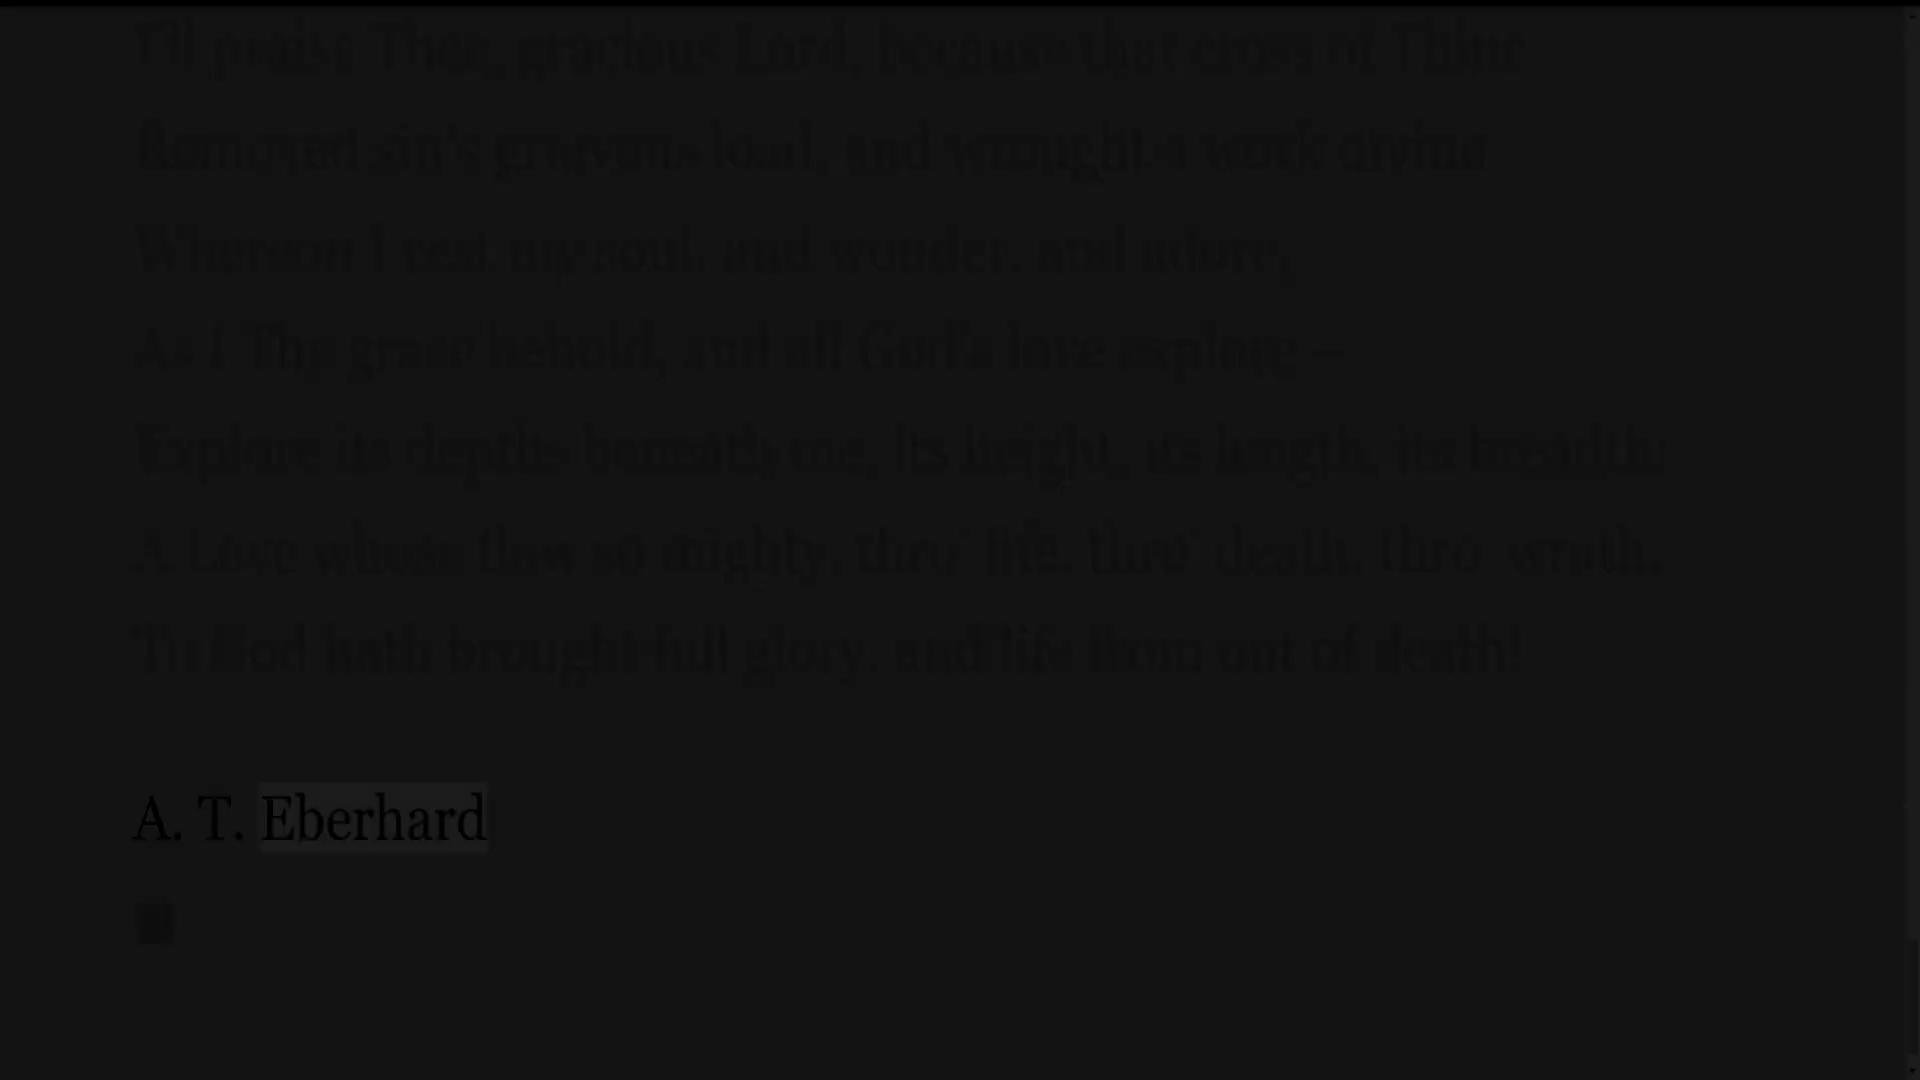 I'll praise Thee, gracious Lord, because that cross of Thine
Removed sin's grievous load, and wrought a work divine
Whereon I rest my soul, and wonder, and adore,
As I Thy grace behold, and all God's love explore –
Explore its depths beneath me, its height, its length, its breadth:
A Love whose flow so mighty, thro' life, thro' death, thro' wrath,
To God hath brought full glory, and life from out of death!
A. T. Eberhard